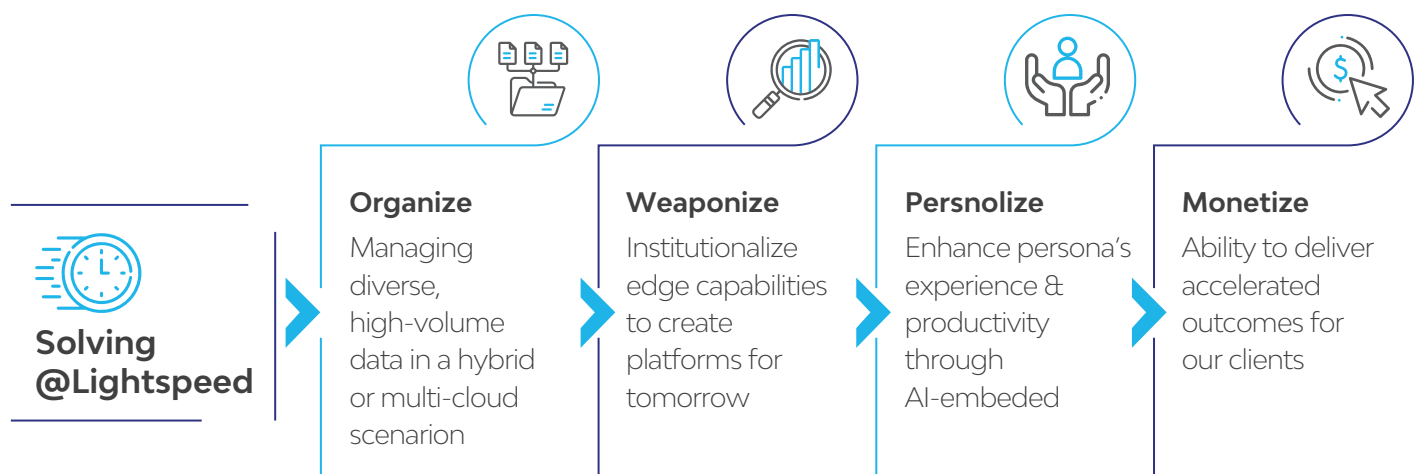 Solving
@Lightspeed
Organize
Managing
diverse,
high-volume
data in a hybrid
or multi-cloud
scenarion
Weaponize
Institutionalize
edge capabilities
to create
platforms for
tomorrow
Persnolize
Enhance persona’s
experience &
productivity
through
AI-embeded
Monetize
Ability to deliver
accelerated
outcomes for
our clients
$